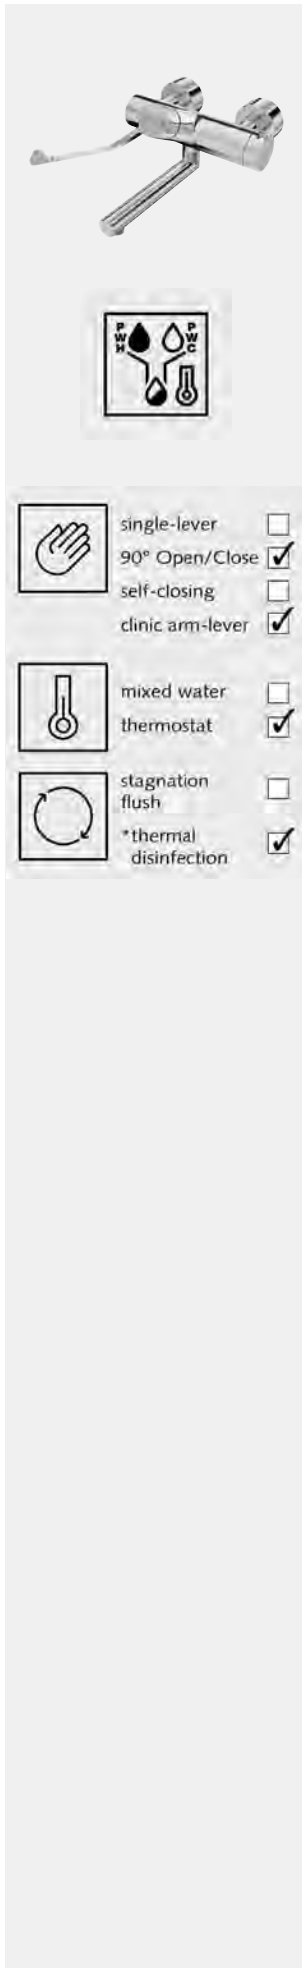 PWH PWC
single-lever
90° Open/Close
self-closing
clinic arm-lever
mixed water
thermostat
stagnation
flush
*thermal
disinfection